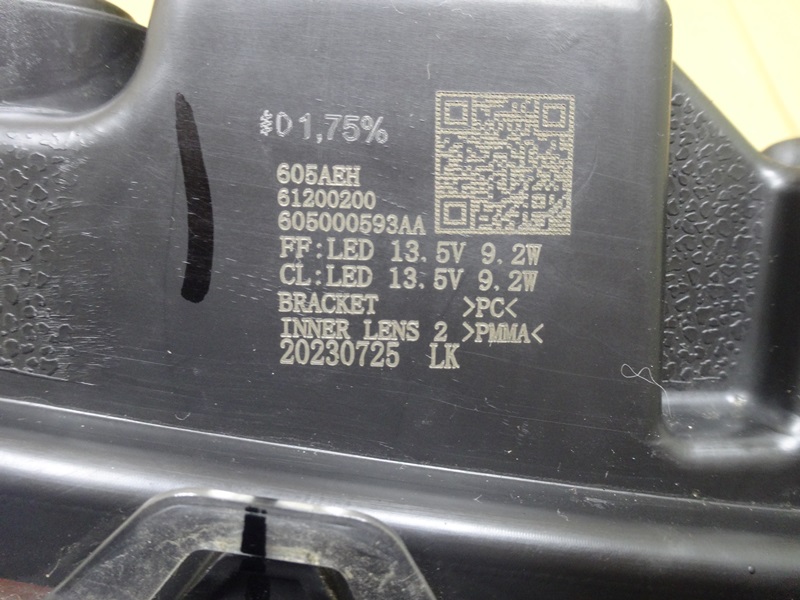 D 1,75%
605AEH
61200200
605000593AA
FF:LED 13.5V 9.2W
CL:LED 13.5V 9.2W
BRACKET >PC<
INNER LENS 2 >PMMA<
20230725 LK